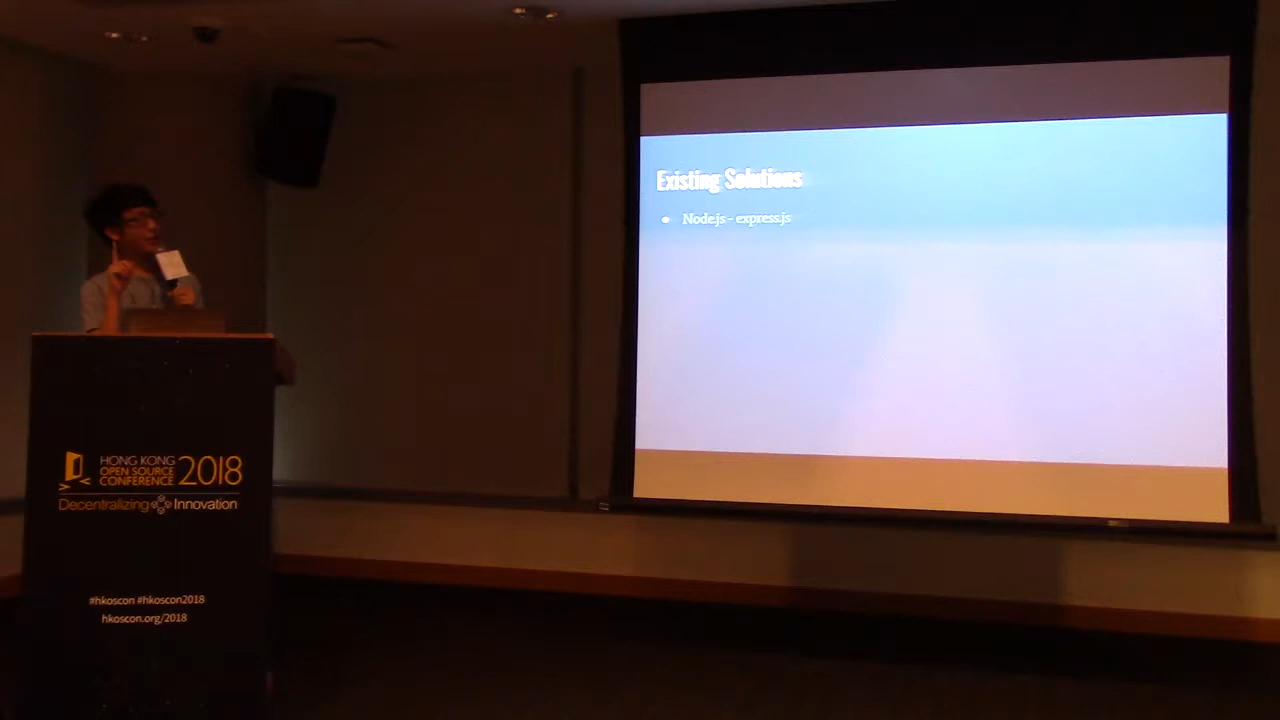 Existing Solutions
Node.js - express.js
HONG KONG
OPEN SOURCE
CONFERENCE 2018
Decentralizing Innovation
#hkoscon #hkoscon2018
hkoscon.org/2018